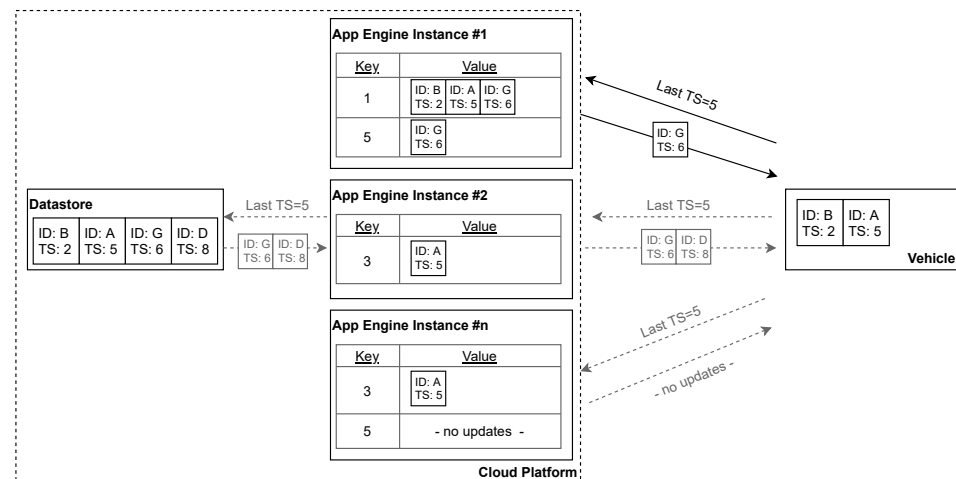 App Engine Instance #1
Key Value
1
ID: B ID: A ID: G
TS: 2 TS: 5 TS: 6
5
ID: G
TS: 6
Last TS=5
ID: G
TS: 6
Datastore
ID: B ID: A ID: G ID: D
TS: 2 TS: 5 TS: 6 TS: 8
Last TS=5
ID: G ID: D
TS: 6 TS: 8
App Engine Instance #2
Key Value
3
ID: A
TS: 5
Last TS=5
ID: G ID: D
TS: 6 TS: 8
ID: B ID: A
TS: 2 TS: 5
Vehicle
App Engine Instance #n
Key Value
3
ID: A
TS: 5
5 - no updates -
Last TS=5
- no updates -
Cloud Platform